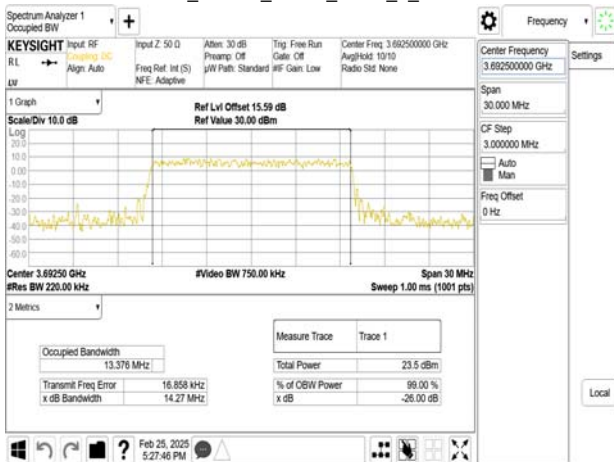 Spectrum Analyzer 1
Occupied BW
Frequency
KEYSIGHT
RL
Input: RF
Coupling: DC
Align: Auto
Input Z: 50 Ω
Freq Ref: Int (S)
NFE: Adaptive
Atten: 30 dB
Preamp: Off
µW Path: Standard
Trig: Free Run
Gate: Off
#IF Gain: Low
Center Freq: 3.692500000 GHz
Avg|Hold: 10/10
Radio Std: None
Center Frequency
3.692500000 GHz
Settings
Span
30.000 MHz
CF Step
3.000000 MHz
Auto
Man
Freq Offset
0 Hz
Local
1 Graph
Scale/Div 10.0 dB
Ref Lvl Offset 15.59 dB
Ref Value 30.00 dBm
Log
20.0
10.0
0.00
-10.0
-20.0
-30.0
-40.0
-50.0
-60.0
Center 3.69250 GHz
#Video BW 750.00 kHz
Span 30 MHz
#Res BW 220.00 kHz
Sweep 1.00 ms (1001 pts)
2 Metrics
Measure Trace Trace 1
Occupied Bandwidth
13.376 MHz
Total Power 23.5 dBm
Transmit Freq Error 16.858 kHz
% of OBW Power 99.00 %
x dB Bandwidth 14.27 MHz
x dB -26.00 dB
?
Feb 25, 2025
5:27:46 PM